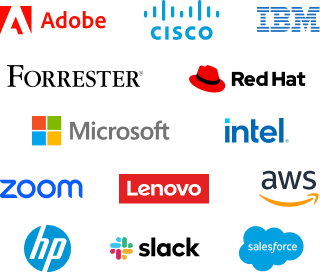 Adobe
CISCO
IBM
FORRESTER®
Red Hat
Microsoft
intel®
zoom
Lenovo
aws
hp
slack
salesforce